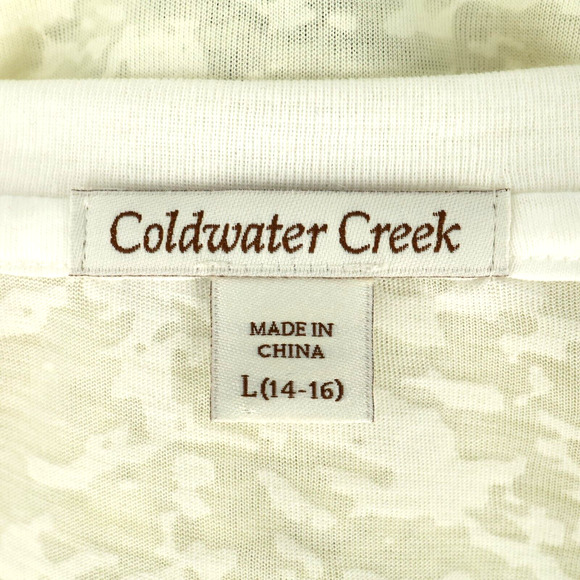 Coldwater Creek
MADE IN
CHINA
L(14-16)